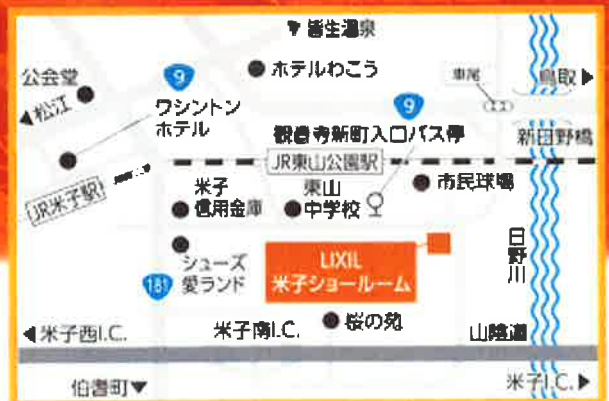 ▼皆生温泉
公会堂
◀松江
9
ホテルわこう
車尾
鳥取▶
ワシントン
ホテル
9
観音寺新町入口バス停
新日野橋
JR東山公園駅
JR米子駅
米子
信用金庫
東山
中学校
市民球場
シューズ
愛ランド
181
LIXIL
米子ショールーム
日野川
◀米子西I.C.
米子南I.C.
桜の苑
山陰道
伯耆町▼
米子I.C.▶